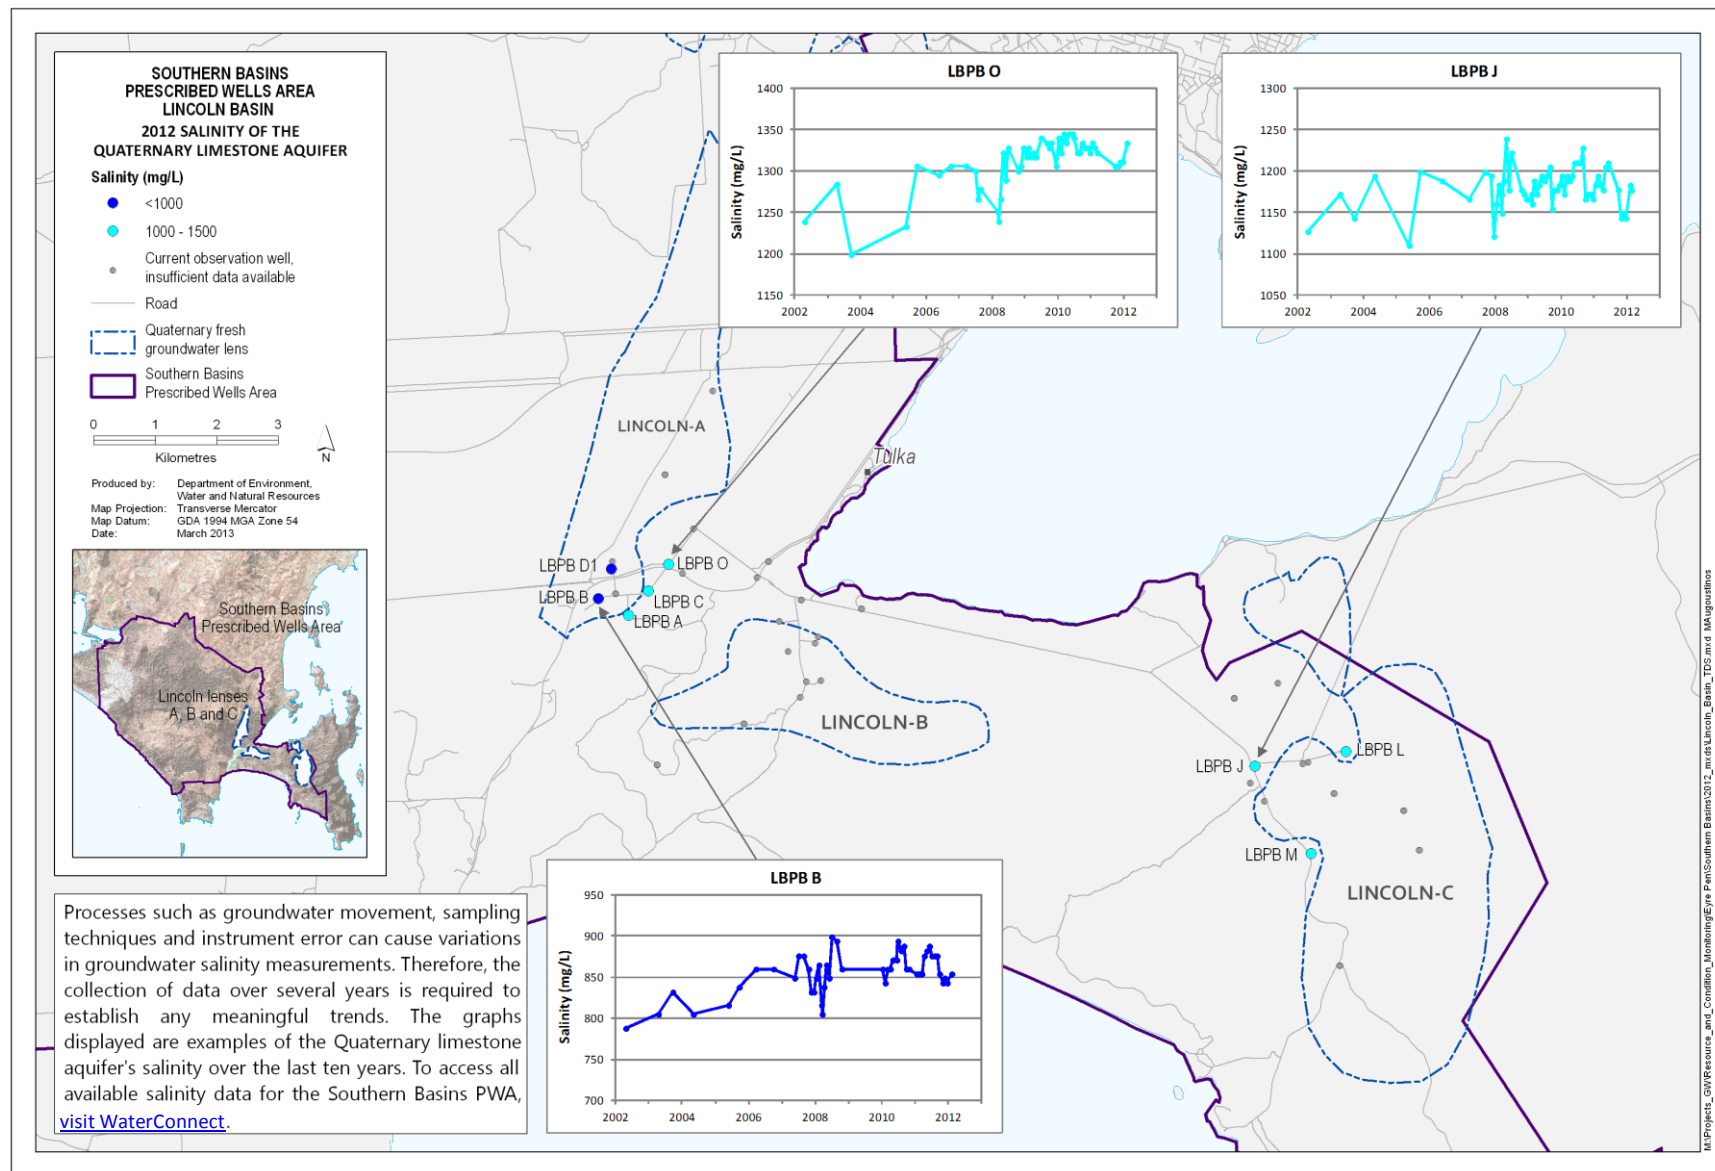 SOUTHERN BASINS
PRESCRIBED WELLS AREA
LINCOLN BASIN
2012 SALINITY OF THE
QUATERNARY LIMESTONE AQUIFER
Salinity (mg/L)
<1000
1000 - 1500
Current observation well,
insufficient data available
Road
Quaternary fresh
groundwater lens
Southern Basins
Prescribed Wells Area
0 1 2 3
Kilometres
N
Produced by: Department of Environment,
Water and Natural Resources
Map Projection: Transverse Mercator
Map Datum: GDA 1994 MGA Zone 54
Date: March 2013
Southern Basins
Prescribed Wells Area
Lincoln lenses
A, B and C
Processes such as groundwater movement, sampling
techniques and instrument error can cause variations
in groundwater salinity measurements. Therefore, the
collection of data over several years is required to
establish any meaningful trends. The graphs
displayed are examples of the Quaternary limestone
aquifer's salinity over the last ten years. To access all
available salinity data for the Southern Basins PWA,
visit WaterConnect.
LBPB O
Salinity (mg/L)
1400
1350
1300
1250
1200
1150
2002 2004 2006 2008 2010 2012
LBPB J
Salinity (mg/L)
1300
1250
1200
1150
1100
1050
2002 2004 2006 2008 2010 2012
LINCOLN-A
Tulka
LBPB D1
LBPB O
LBPB B
LBPB C
LBPB A
LINCOLN-B
LBPB L
LBPB J
LBPB M
LINCOLN-C
LBPB B
Salinity (mg/L)
950
900
850
800
750
700
2002 2004 2006 2008 2010 2012
M:\Projects_GW\Resource_and_Condition_Monitoring\Eyre Pen\Southern Basins\2012_mxds\Lincoln_Basin_TDS.mxd MAugoustinos